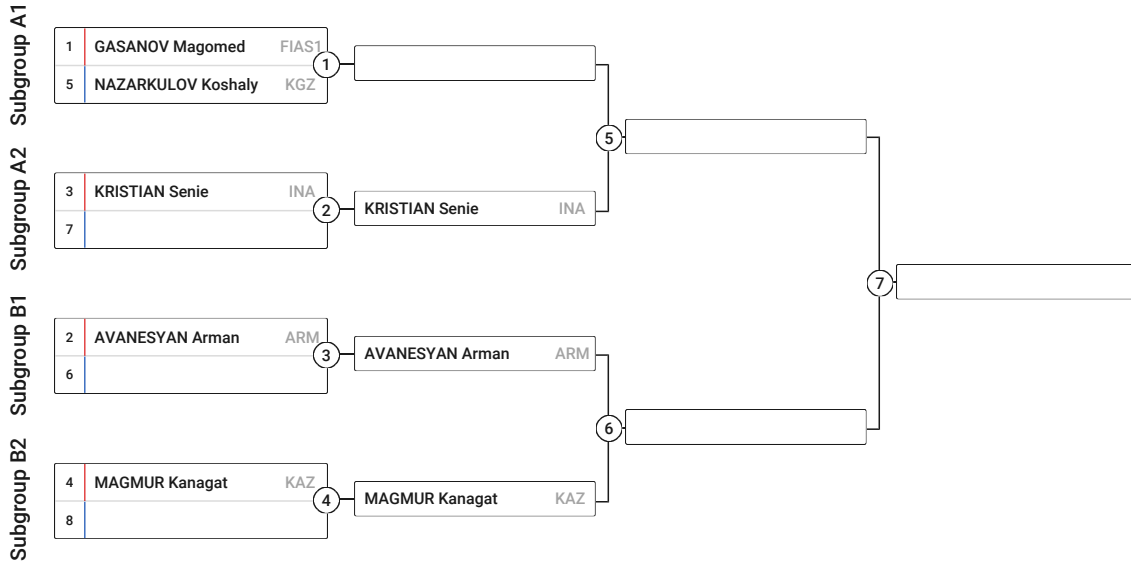 Subgroup A1
1 GASANOV Magomed FIAS1
5 NAZARKULOV Koshaly KGZ
1
5
Subgroup A2
3 KRISTIAN Senie INA
7
2
KRISTIAN Senie INA
7
Subgroup B1
2 AVANESYAN Arman ARM
6
3
AVANESYAN Arman ARM
6
Subgroup B2
4 MAGMUR Kanagat KAZ
8
4
MAGMUR Kanagat KAZ